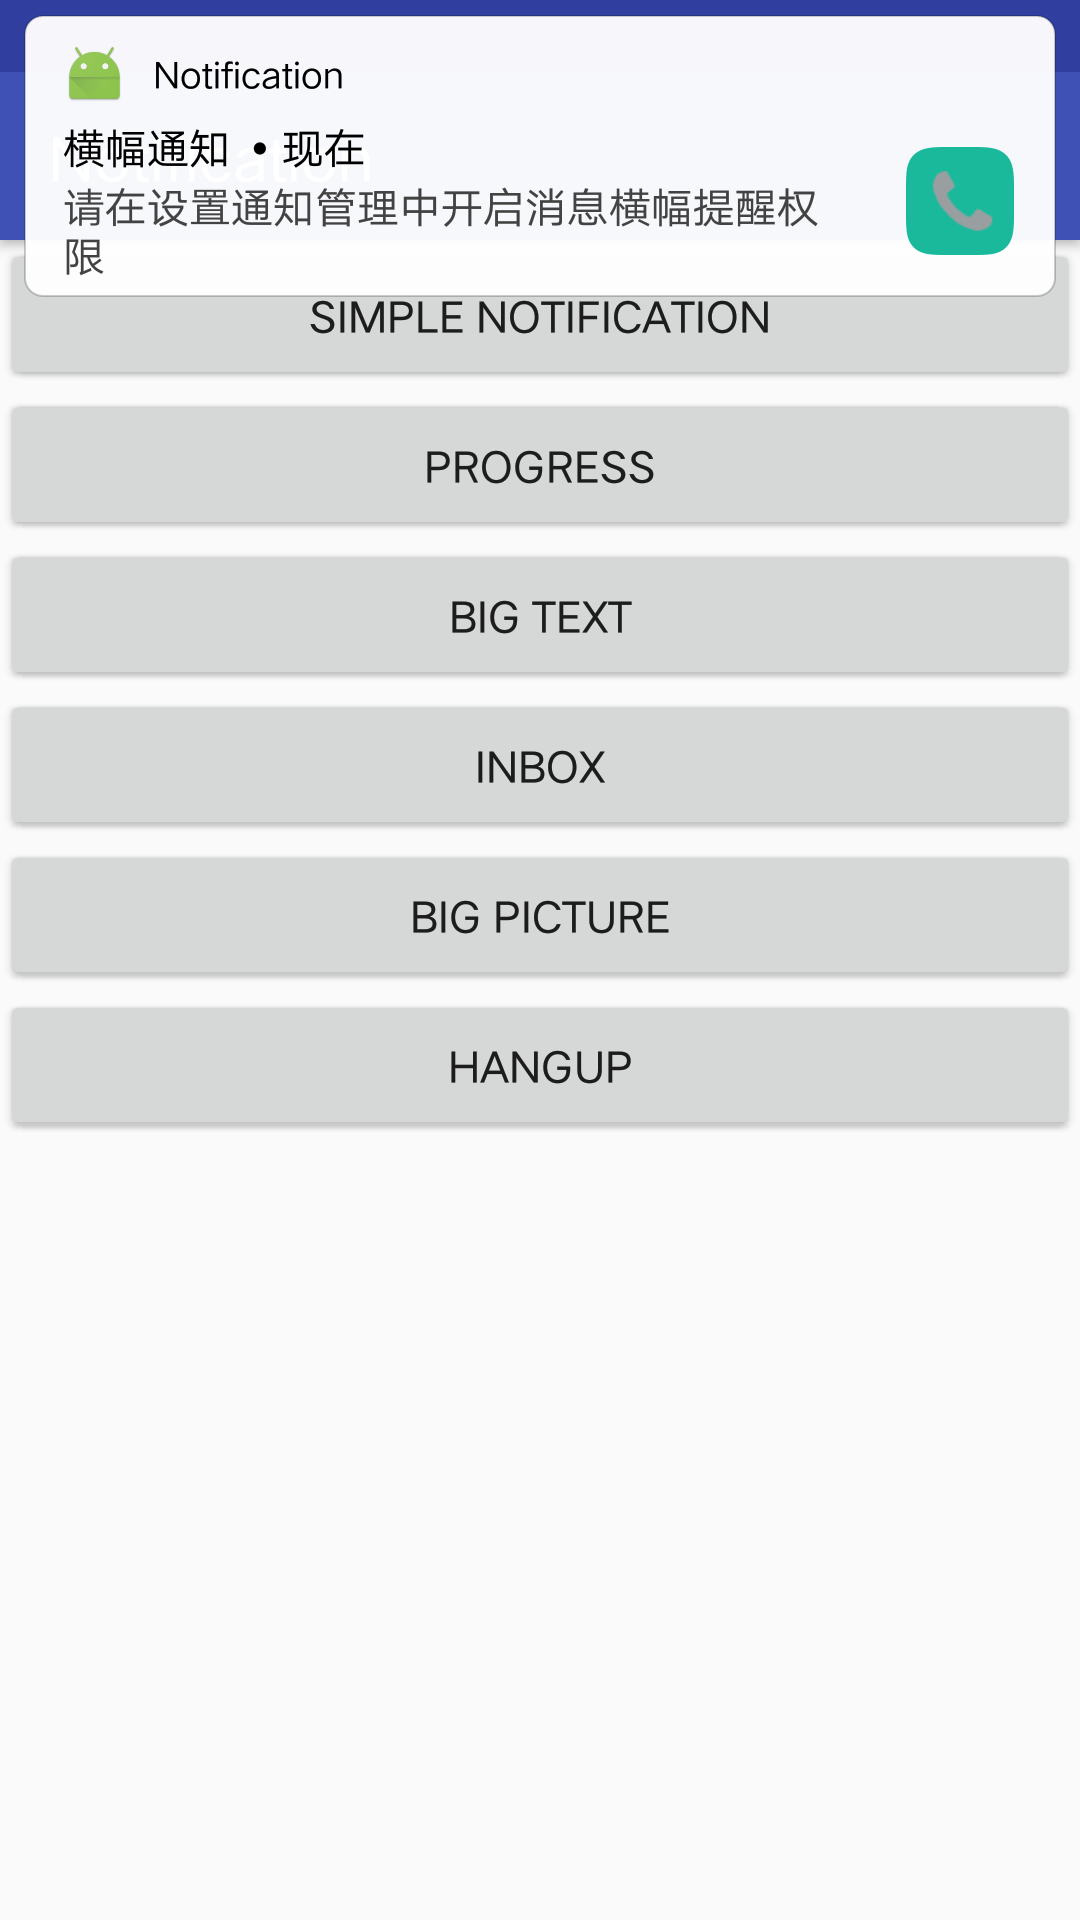 Notification
横幅通知 • 现在
请在设置通知管理中开启消息横幅提醒权
限
Notification
SIMPLE NOTIFICATION
PROGRESS
BIG TEXT
INBOX
BIG PICTURE
HANGUP